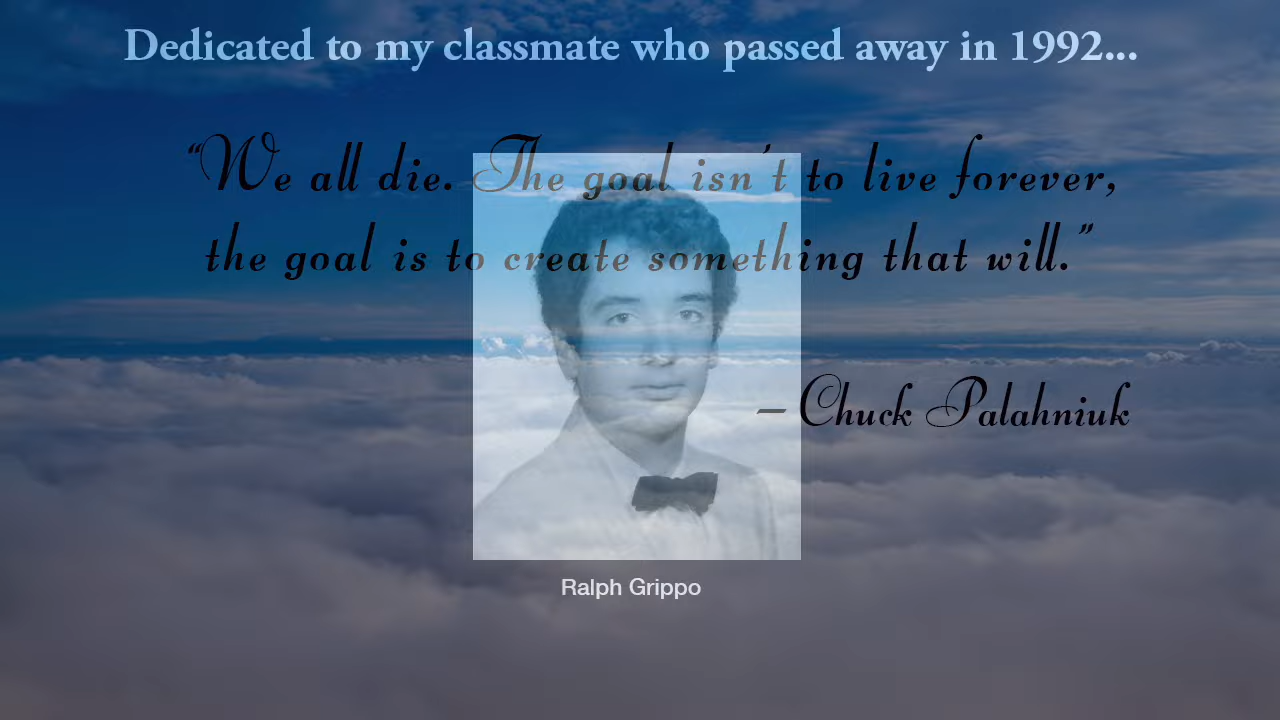 Dedicated to my classmate who passed away in 1992...
“We all die. The goal isn’t to live forever,
the goal is to create something that will.”
– Chuck Palahniuk
Ralph Grippo